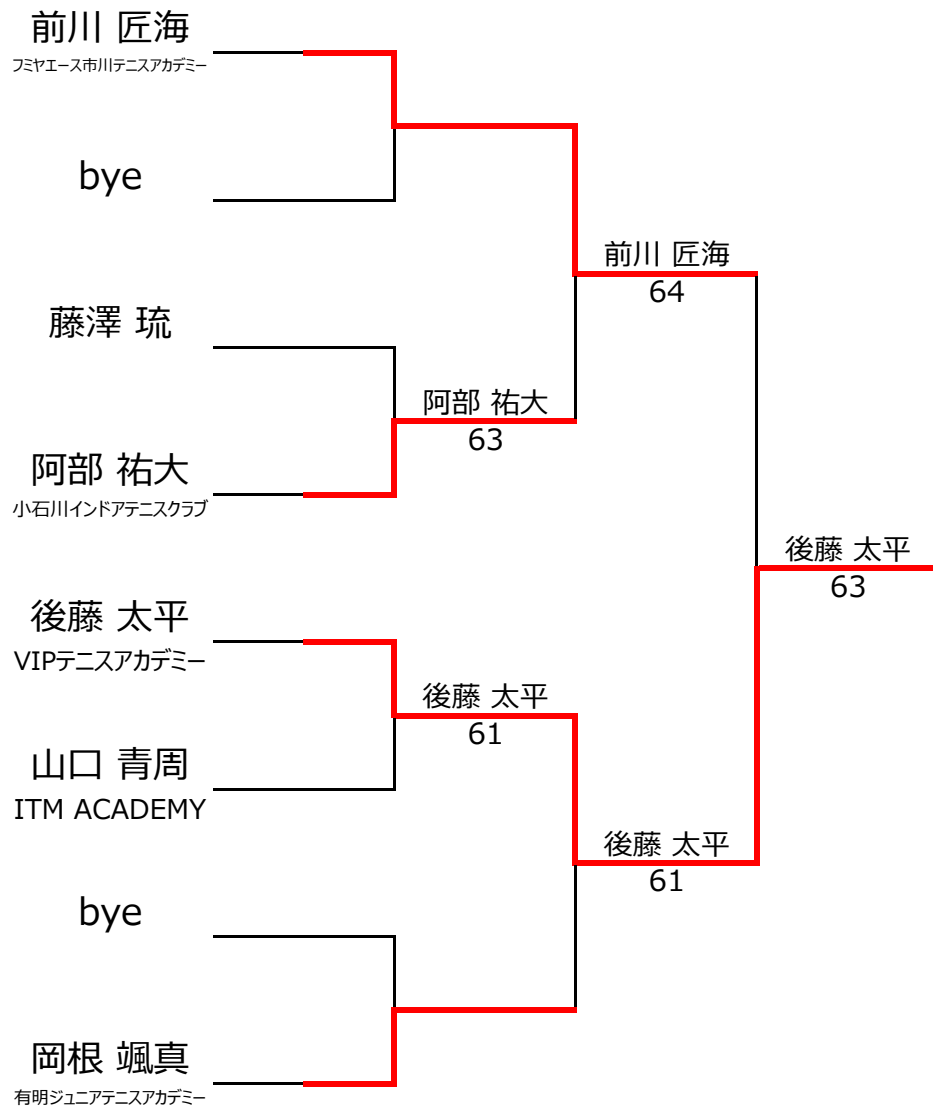 前川 匠海
フミヤエース市川テニスアカデミー
bye
藤澤 琉
阿部 祐大
小石川インドアテニスクラブ
後藤 太平
VIPテニスアカデミー
山口 青周
ITM ACADEMY
bye
岡根 颯真
有明ジュニアテニスアカデミー
阿部 祐大
63
後藤 太平
61
前川 匠海
64
後藤 太平
61
後藤 太平
63